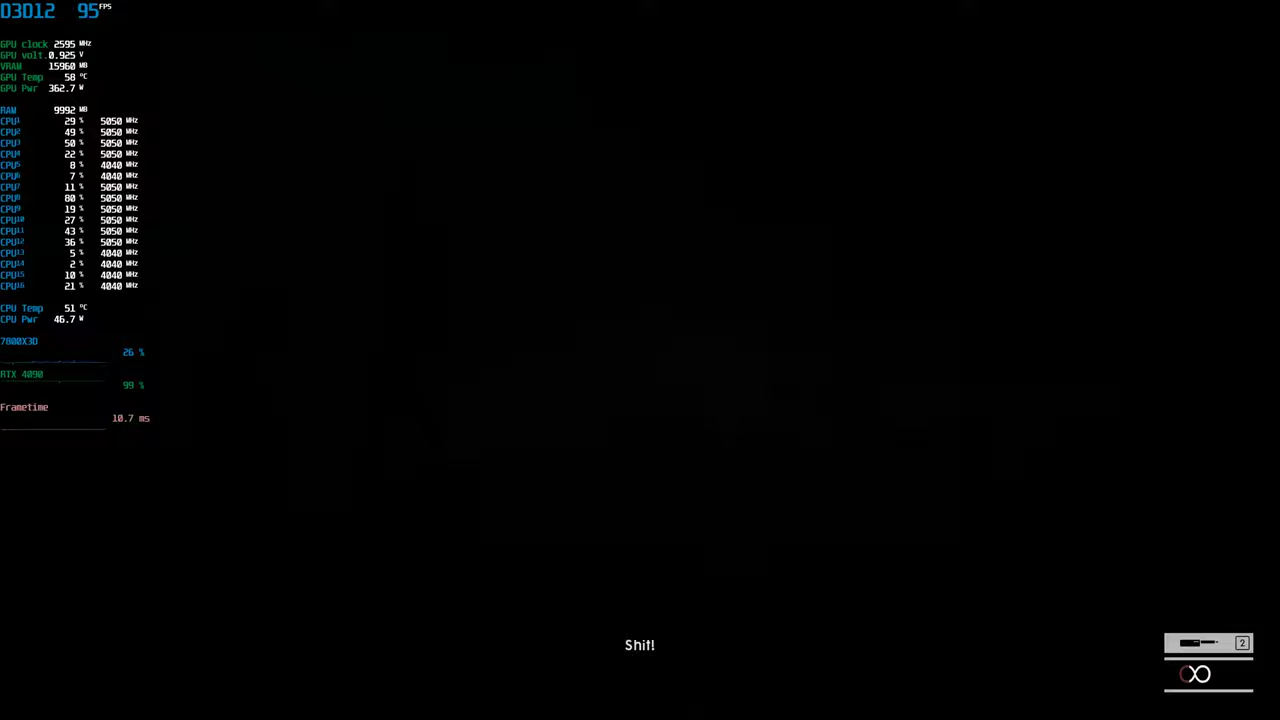 D3D12 95 FPS
GPU clock 2595 MHz
GPU volt. 0.925 V
VRAM 15960 MB
GPU Temp 58 °C
GPU Pwr 362.7 W
RAM 9992 MB
CPU1 29 % 5050 MHz
CPU2 49 % 5050 MHz
CPU3 50 % 5050 MHz
CPU4 22 % 5050 MHz
CPU5 8 % 4040 MHz
CPU6 7 % 4040 MHz
CPU7 11 % 5050 MHz
CPU8 80 % 5050 MHz
CPU9 19 % 5050 MHz
CPU10 27 % 5050 MHz
CPU11 43 % 5050 MHz
CPU12 36 % 5050 MHz
CPU13 5 % 4040 MHz
CPU14 2 % 4040 MHz
CPU15 10 % 4040 MHz
CPU16 21 % 4040 MHz
CPU Temp 51 °C
CPU Pwr 46.7 W
7800X3D
26 %
RTX 4090
99 %
Frametime
10.7 ms
Shit!
2